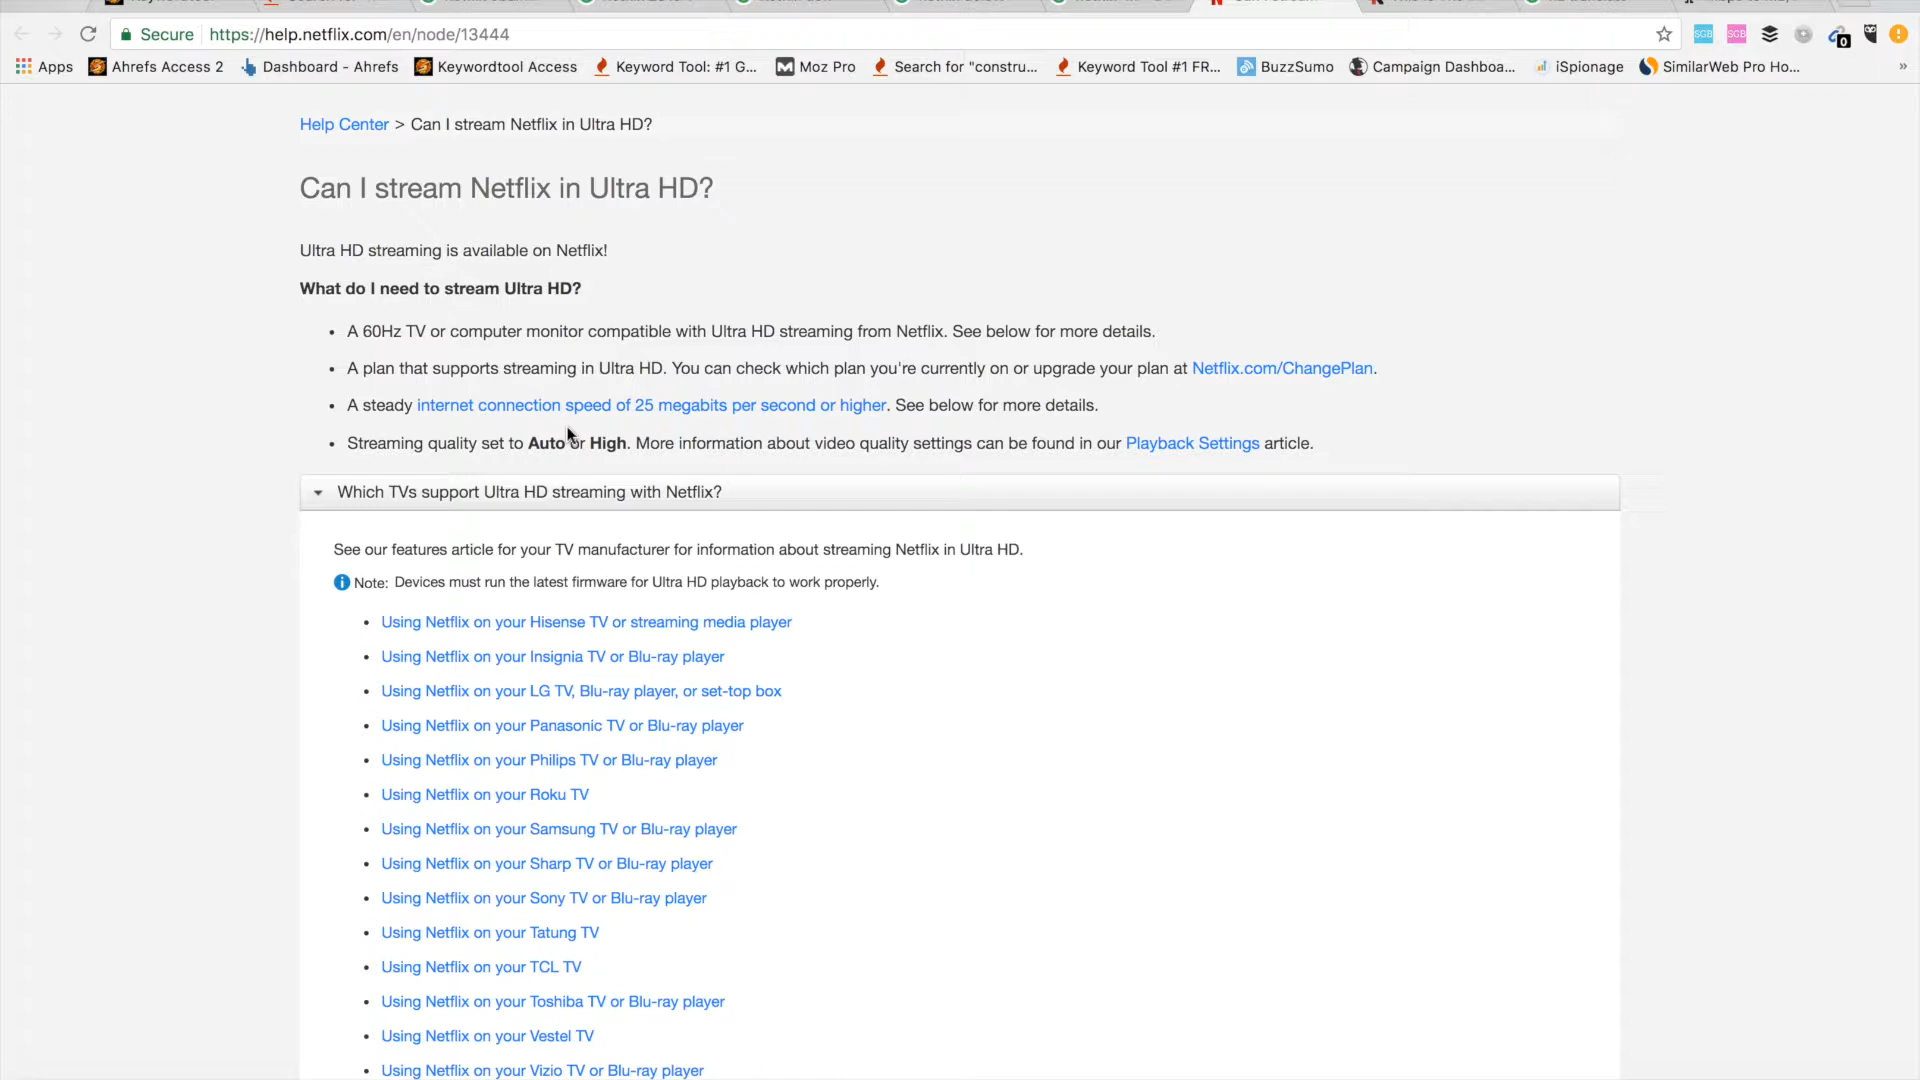 Secure https://help.netflix.com/en/node/13444
Apps Ahrefs Access 2 Dashboard - Ahrefs Keywordtool Access Keyword Tool: #1 G... Moz Pro Search for "constru... Keyword Tool #1 FR... BuzzSumo Campaign Dashboa... iSpionage SimilarWeb Pro Ho... »
Help Center > Can I stream Netflix in Ultra HD?
Can I stream Netflix in Ultra HD?
Ultra HD streaming is available on Netflix!
What do I need to stream Ultra HD?
• A 60Hz TV or computer monitor compatible with Ultra HD streaming from Netflix. See below for more details.
• A plan that supports streaming in Ultra HD. You can check which plan you're currently on or upgrade your plan at Netflix.com/ChangePlan.
• A steady internet connection speed of 25 megabits per second or higher. See below for more details.
• Streaming quality set to Auto or High. More information about video quality settings can be found in our Playback Settings article.
Which TVs support Ultra HD streaming with Netflix?
See our features article for your TV manufacturer for information about streaming Netflix in Ultra HD.
Note: Devices must run the latest firmware for Ultra HD playback to work properly.
• Using Netflix on your Hisense TV or streaming media player
• Using Netflix on your Insignia TV or Blu-ray player
• Using Netflix on your LG TV, Blu-ray player, or set-top box
• Using Netflix on your Panasonic TV or Blu-ray player
• Using Netflix on your Philips TV or Blu-ray player
• Using Netflix on your Roku TV
• Using Netflix on your Samsung TV or Blu-ray player
• Using Netflix on your Sharp TV or Blu-ray player
• Using Netflix on your Sony TV or Blu-ray player
• Using Netflix on your Tatung TV
• Using Netflix on your TCL TV
• Using Netflix on your Toshiba TV or Blu-ray player
• Using Netflix on your Vestel TV
• Using Netflix on your Vizio TV or Blu-ray player